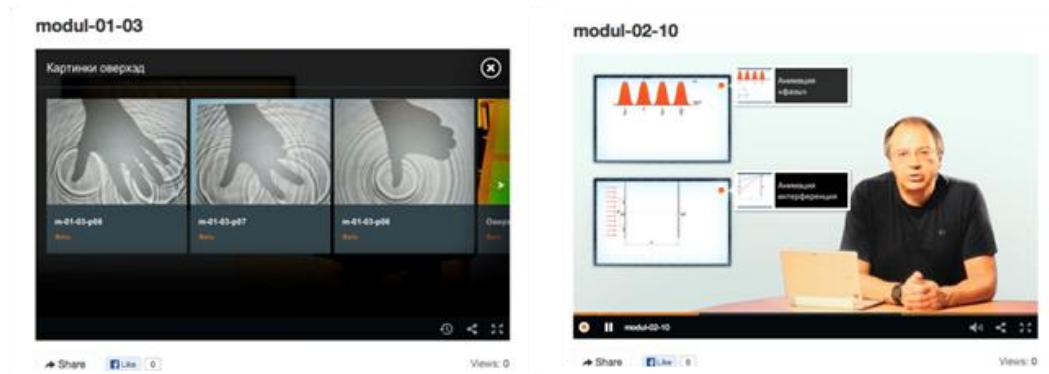 modul-01-03
Картинки оверхэд
m-01-03-p08
m-01-03-p07
m-01-03-p06
Share
Like
0
Views: 0
modul-02-10
Анимация
«фазы»
Анимация
интерференция
modul-02-10
Share
Like
Views: 0